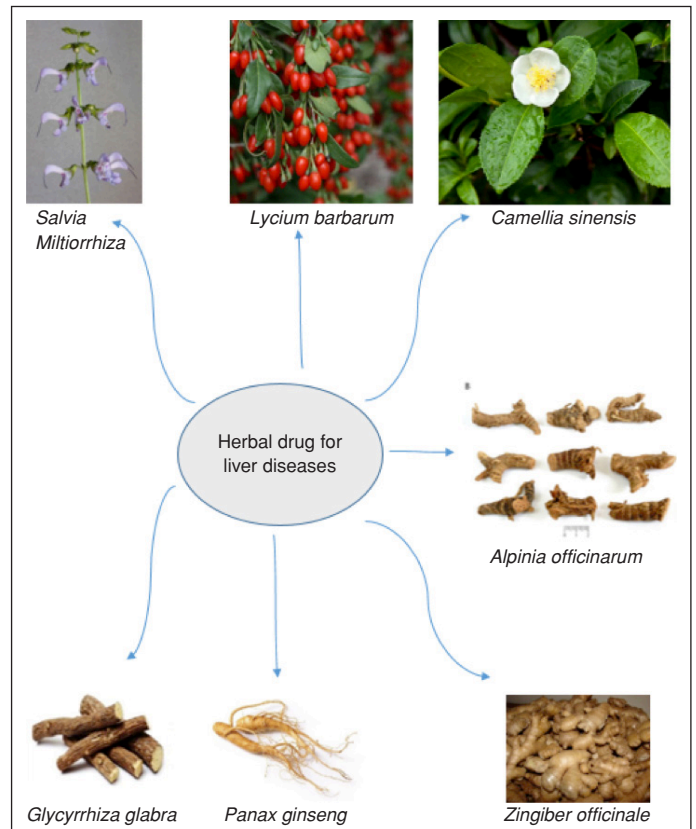 Salvia
Miltiorrhiza
Lycium barbarum
Camellia sinensis
Herbal drug for
liver diseases
Alpinia officinarum
Glycyrrhiza glabra
Panax ginseng
Zingiber officinale